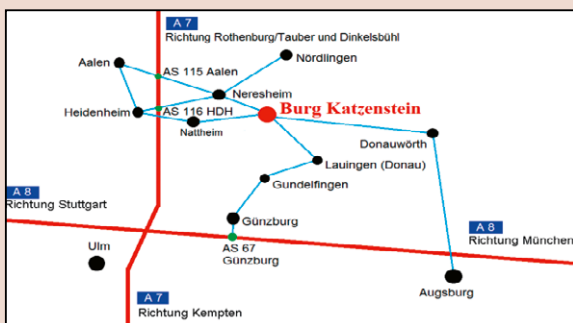 A 7
Richtung Rothenburg/Tauber und Dinkelsbühl
Aalen
AS 115 Aalen
Nördlingen
Neresheim
Heidenheim
AS 116 HDH
Burg Katzenstein
Nattheim
Donauwörth
Lauingen (Donau)
Gundelfingen
A 8
Richtung Stuttgart
Günzburg
A 8
Richtung München
Ulm
AS 67
Günzburg
Augsburg
A 7
Richtung Kempten